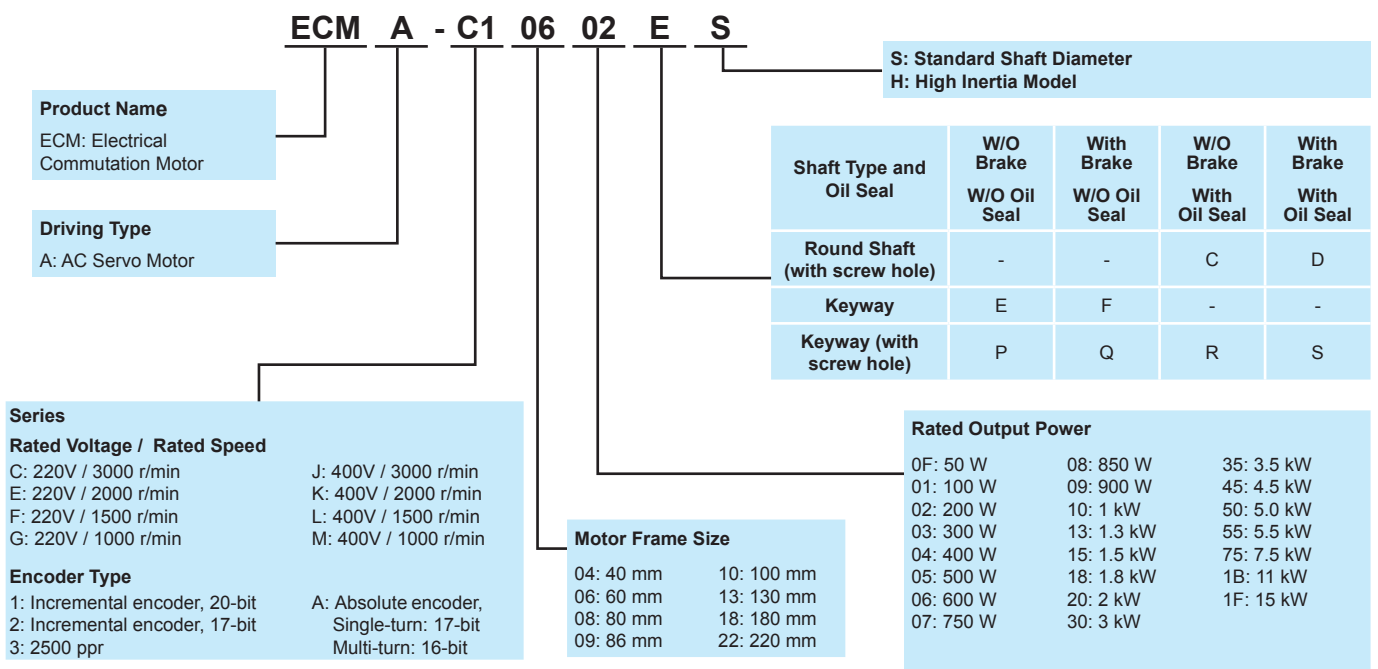 ECM A - C1 06 02 E S
S: Standard Shaft Diameter
H: High Inertia Model
Product Name
ECM: Electrical
Commutation Motor
Driving Type
A: AC Servo Motor
Shaft Type and
Oil Seal
W/O
Brake
W/O Oil
Seal
With
Brake
W/O Oil
Seal
W/O
Brake
With
Oil Seal
With
Brake
With
Oil Seal
Round Shaft
(with screw hole)
- - C D
Keyway E F - -
Keyway (with
screw hole)
P Q R S
Series
Rated Voltage / Rated Speed
C: 220V / 3000 r/min J: 400V / 3000 r/min
E: 220V / 2000 r/min K: 400V / 2000 r/min
F: 220V / 1500 r/min L: 400V / 1500 r/min
G: 220V / 1000 r/min M: 400V / 1000 r/min
Encoder Type
1: Incremental encoder, 20-bit A: Absolute encoder,
2: Incremental encoder, 17-bit Single-turn: 17-bit
3: 2500 ppr Multi-turn: 16-bit
Motor Frame Size
04: 40 mm 10: 100 mm
06: 60 mm 13: 130 mm
08: 80 mm 18: 180 mm
09: 86 mm 22: 220 mm
Rated Output Power
0F: 50 W 08: 850 W 35: 3.5 kW
01: 100 W 09: 900 W 45: 4.5 kW
02: 200 W 10: 1 kW 50: 5.0 kW
03: 300 W 13: 1.3 kW 55: 5.5 kW
04: 400 W 15: 1.5 kW 75: 7.5 kW
05: 500 W 18: 1.8 kW 1B: 11 kW
06: 600 W 20: 2 kW 1F: 15 kW
07: 750 W 30: 3 kW